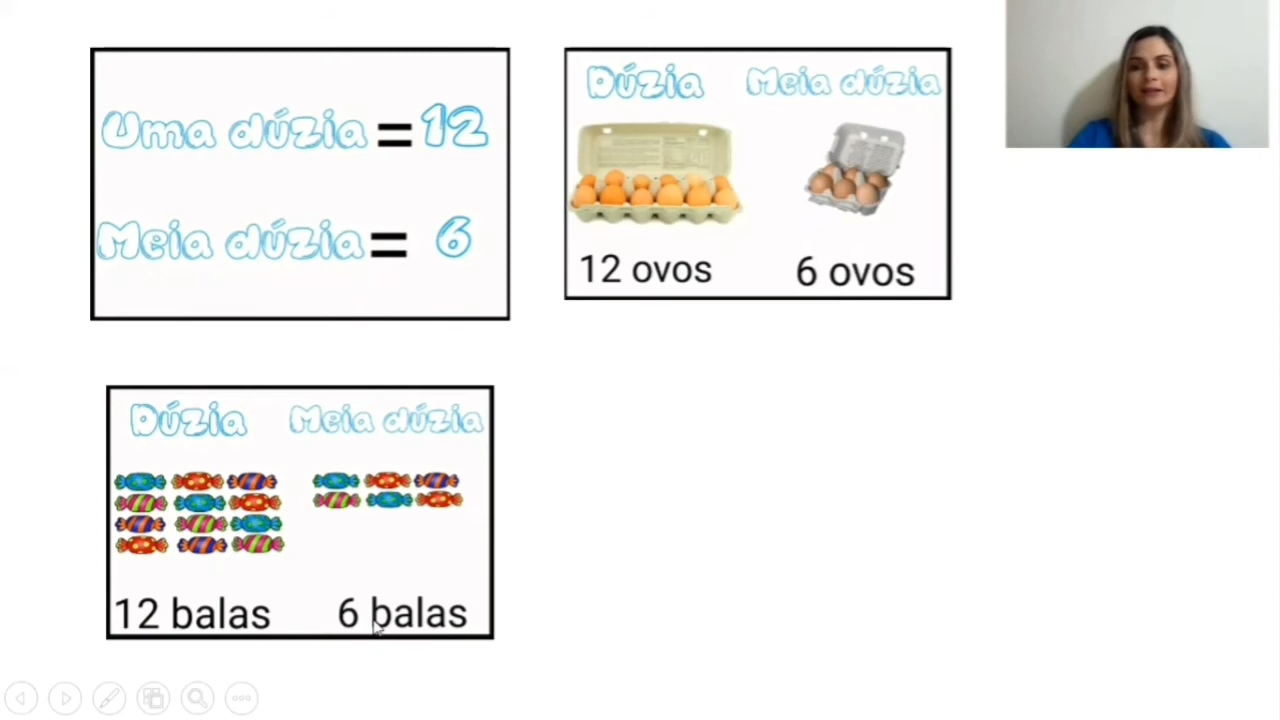 Uma dúzia = 12
Meia dúzia = 6
Dúzia Meia dúzia
12 ovos 6 ovos
Dúzia Meia dúzia
12 balas 6 balas